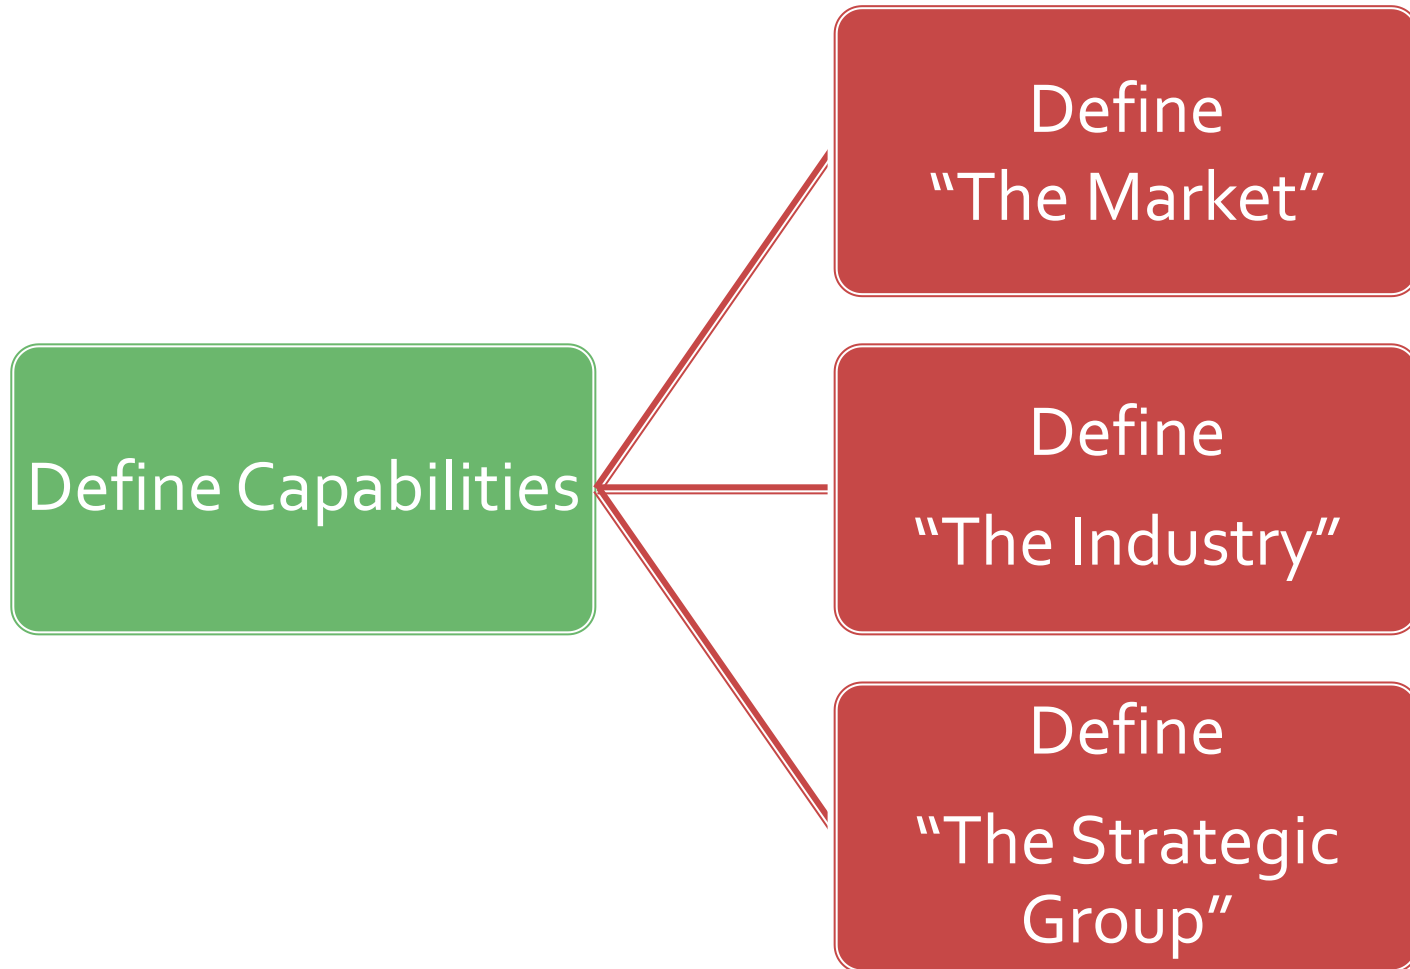 Define
“The Market”
Define Capabilities
Define
“The Industry”
Define
“The Strategic
Group”